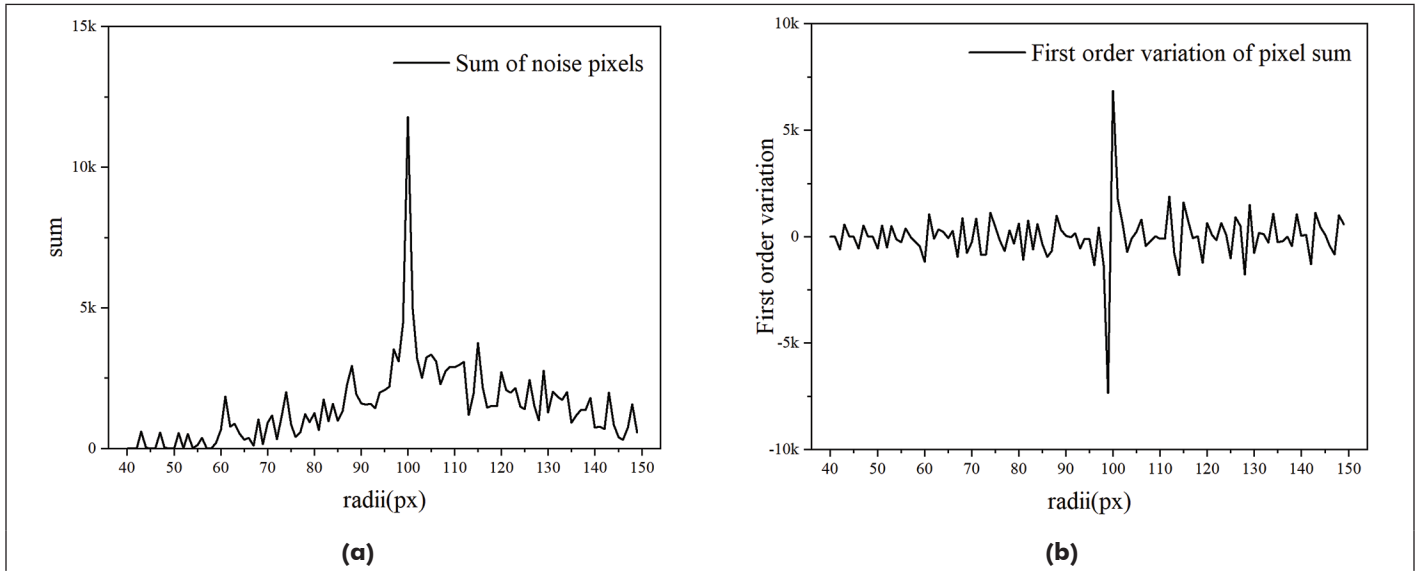 15k
10k
5k
0
sum
Sum of noise pixels
40 50 60 70 80 90 100 110 120 130 140 150
radii(px)
(a)
10k
5k
0
-5k
-10k
First order variation
First order variation of pixel sum
40 50 60 70 80 90 100 110 120 130 140 150
radii(px)
(b)